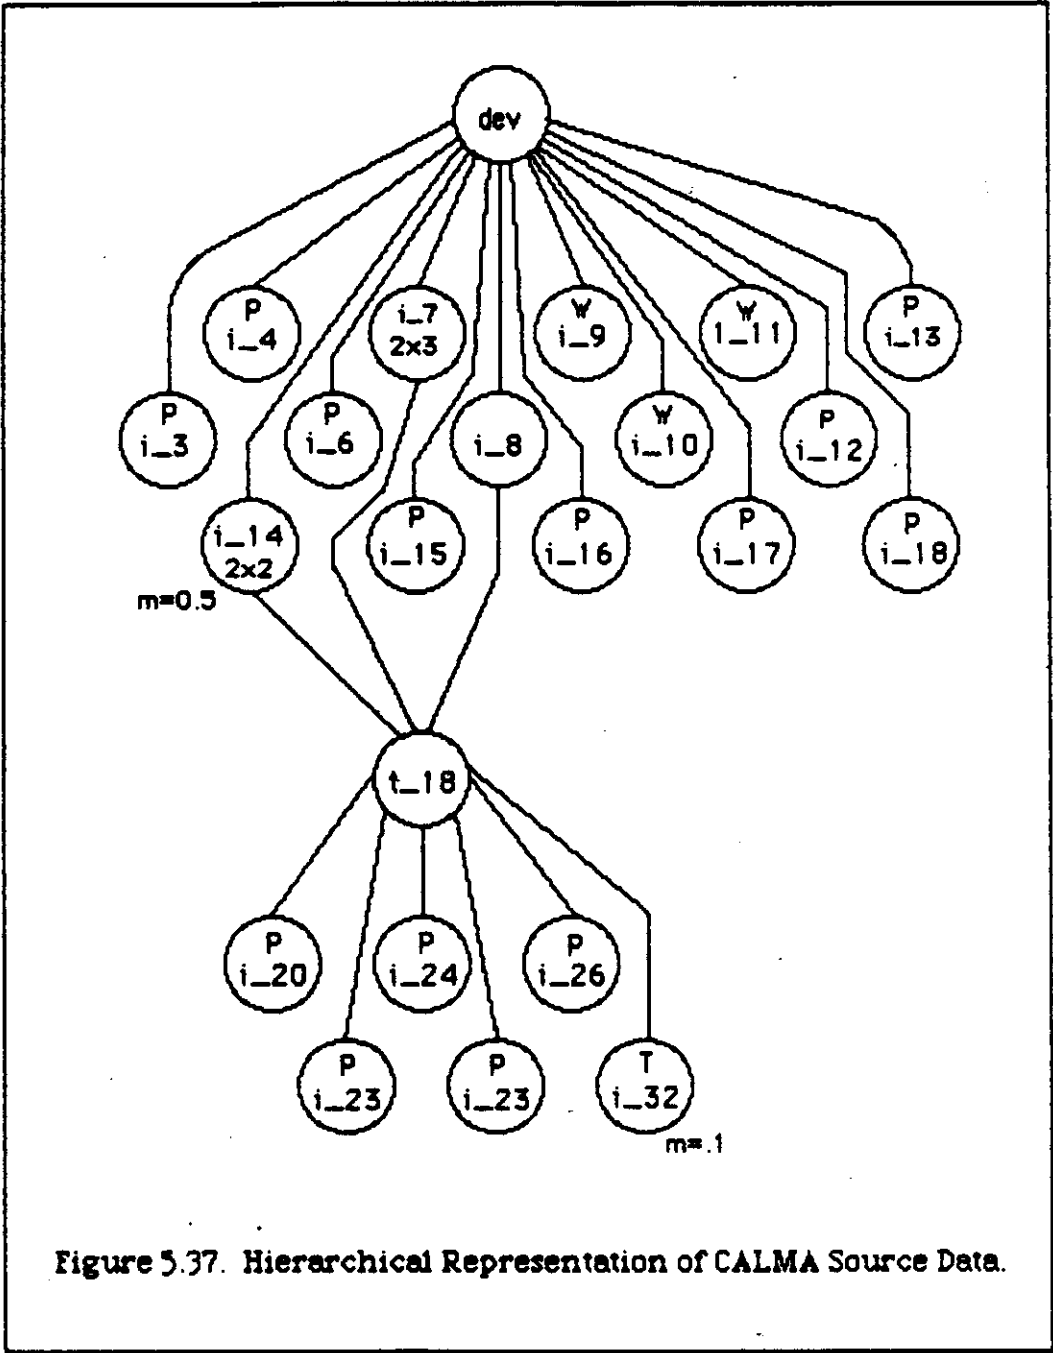 dev
P
i_4
i_7
2x3
W
i_9
W
1_11
P
i_13
P
i_3
P
i_6
i_8
W
i_10
P
i_12
i_14
2x2
P
i_15
P
i_16
P
i_17
P
i_18
m=0.5
t_18
P
i_20
P
i_24
P
i_26
P
i_23
P
i_23
T
i_32
m=.1
Figure 5.37. Hierarchical Representation of CALMA Source Data.